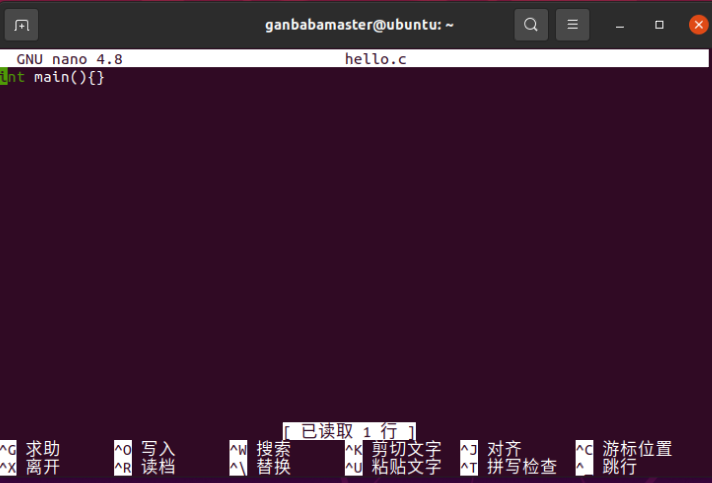 ganbabamaster@ubuntu: ~
GNU nano 4.8 hello.c
int main(){}
[ 已读取 1 行 ]
^G 求助 ^O 写入 ^W 搜索 ^K 剪切文字 ^J 对齐 ^C 游标位置
^X 离开 ^R 读档 ^\ 替换 ^U 粘贴文字 ^T 拼写检查 ^_ 跳行